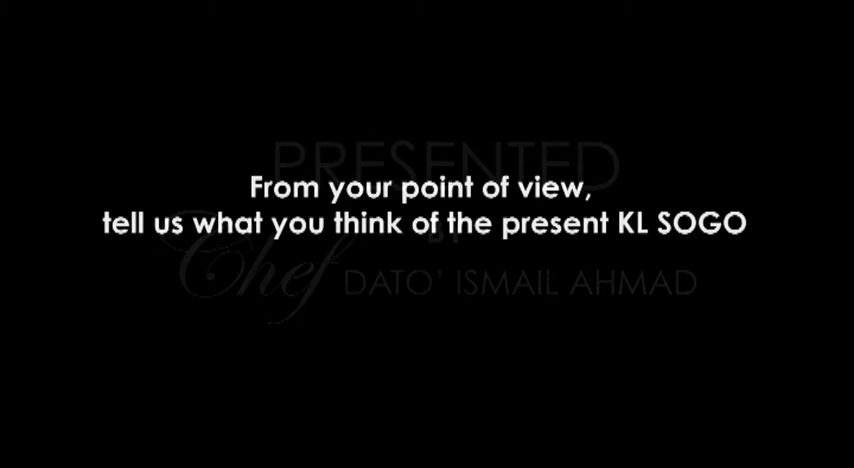 PRESENTED
From your point of view,
tell us what you think of the present KL SOGO
BY
Chef DATO' ISMAIL AHMAD